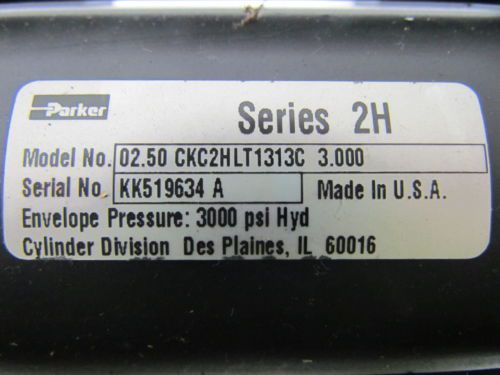 Parker
Series 2H
Model No. 02.50 CKC2HLT1313C 3.000
Serial No KK519634 A Made In U.S.A.
Envelope Pressure: 3000 psi Hyd
Cylinder Division Des Plaines, IL 60016